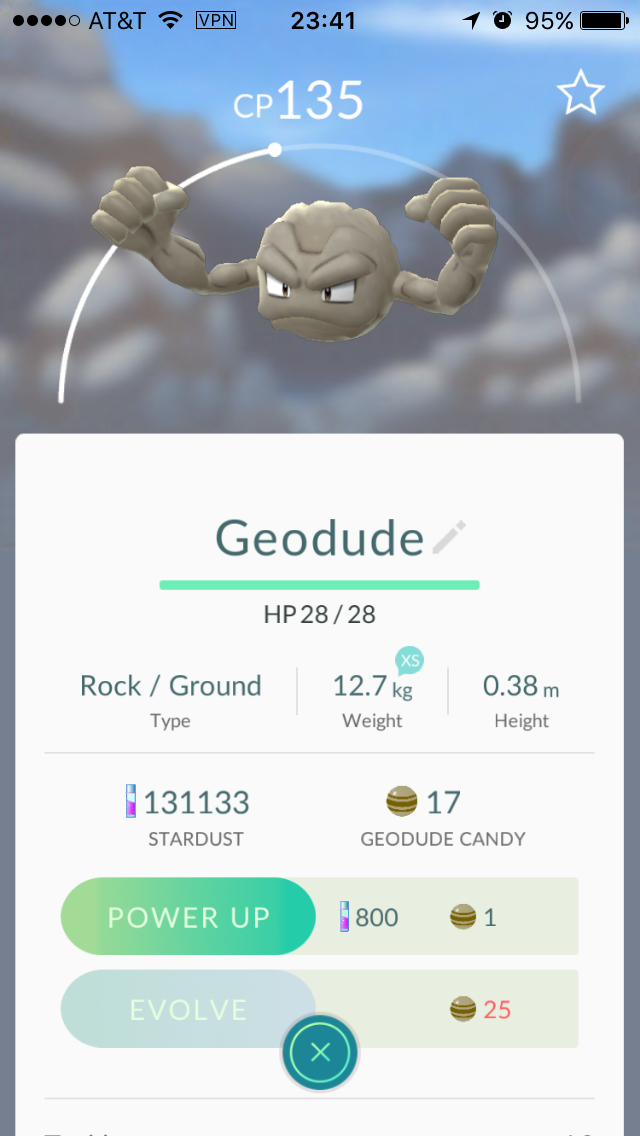 AT&T VPN 23:41 95%
CP135
Geodude
HP 28 / 28
XS
Rock / Ground 12.7 kg 0.38 m
Type Weight Height
131133 17
STARDUST GEODUDE CANDY
POWER UP 800 1
EVOLVE 25